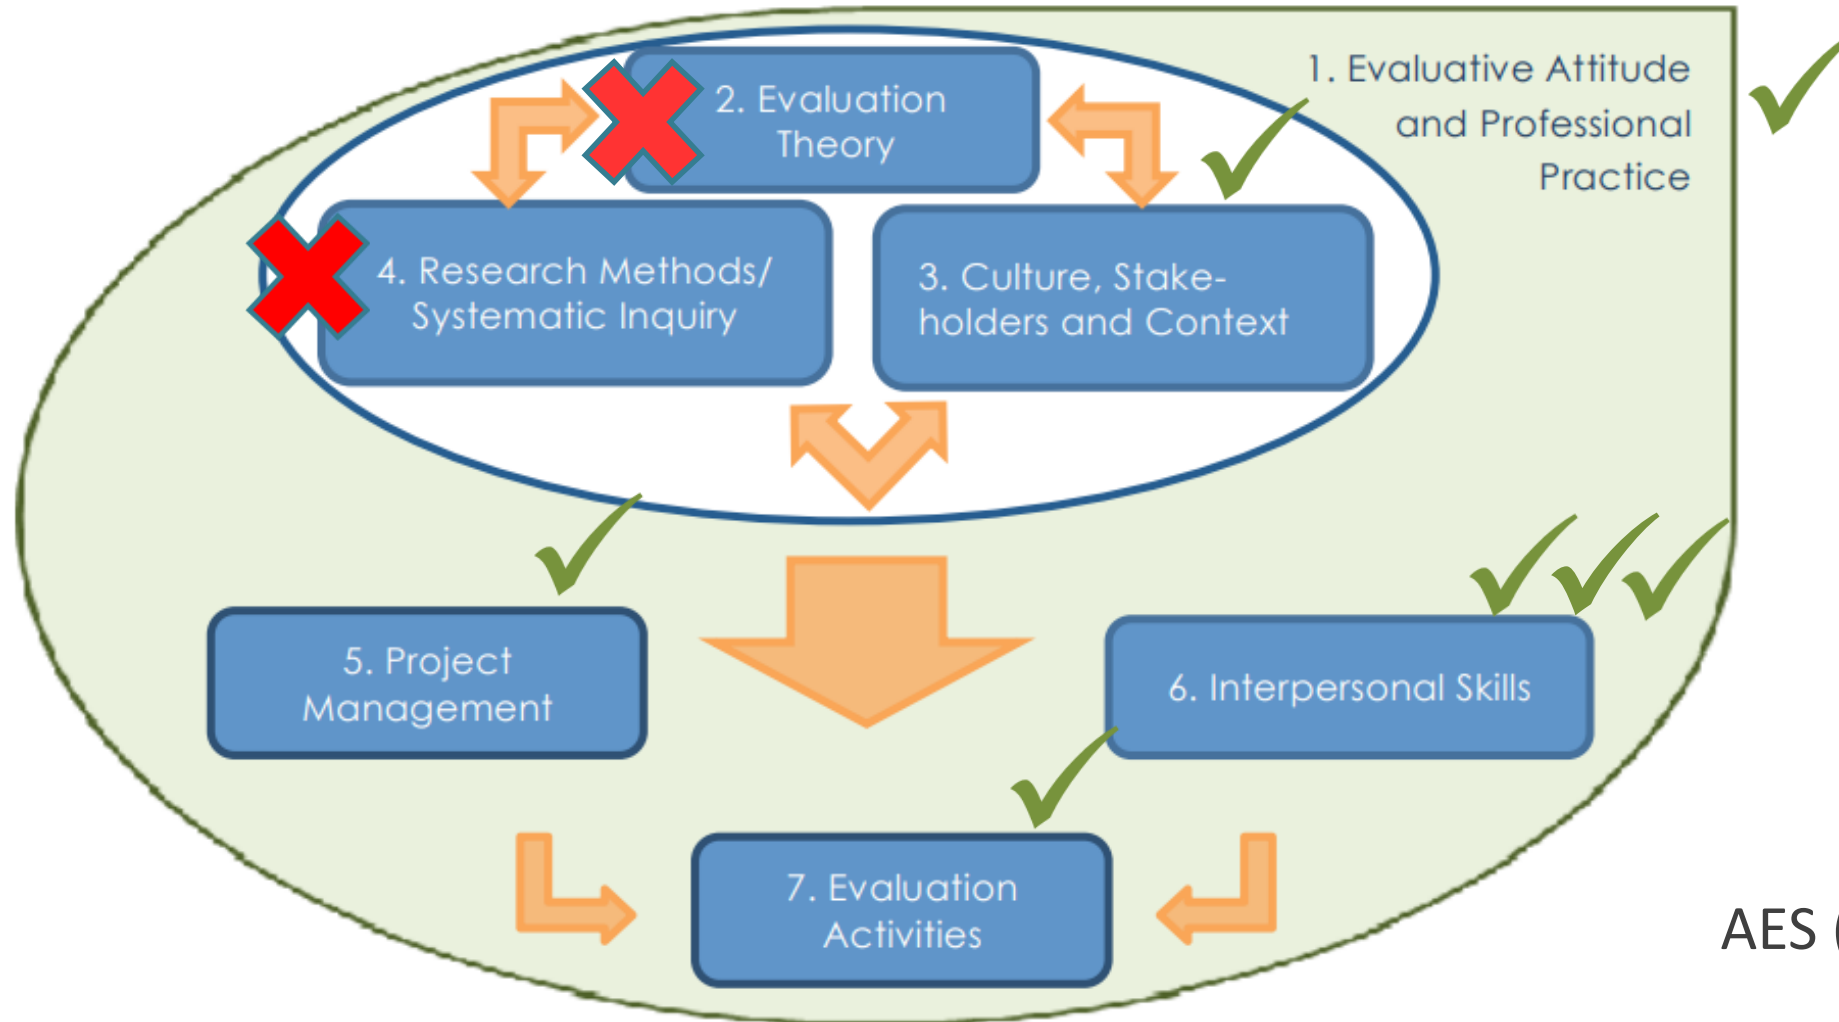 1. Evaluative Attitude
and Professional
Practice
2. Evaluation
Theory
4. Research Methods/
Systematic Inquiry
3. Culture, Stake-
holders and Context
5. Project
Management
6. Interpersonal Skills
7. Evaluation
Activities
AES (